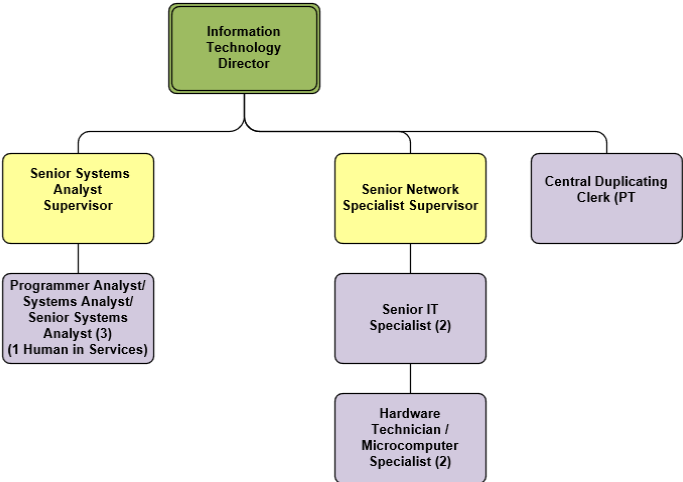 Information
Technology
Director
Senior Systems
Analyst
Supervisor
Senior Network
Specialist Supervisor
Central Duplicating
Clerk (PT
Programmer Analyst/
Systems Analyst/
Senior Systems
Analyst (3)
(1 Human in Services)
Senior IT
Specialist (2)
Hardware
Technician /
Microcomputer
Specialist (2)